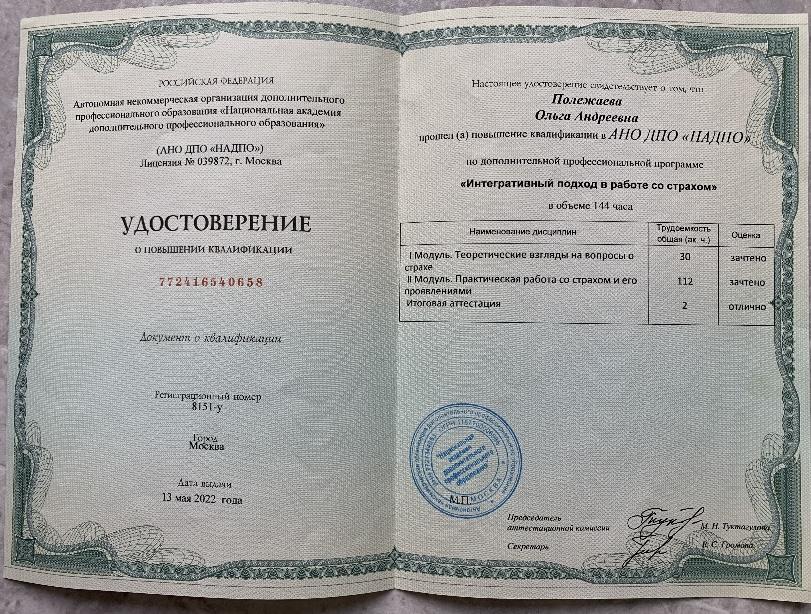 РОССИЙСКАЯ ФЕДЕРАЦИЯ
Автономная некоммерческая организация дополнительного
профессионального образования «Национальная академия
дополнительного профессионального образования»
(АНО ДПО «НАДПО»)
Лицензия № 039872, г. Москва
УДОСТОВЕРЕНИЕ
О ПОВЫШЕНИИ КВАЛИФИКАЦИИ
772416540658
Документ о квалификации
Регистрационный номер
8151-у
Город
Москва
Дата выдачи
13 мая 2022 года
Настоящее удостоверение свидетельствует о том, что
Полежаева
Ольга Андреевна
прошел (а) повышение квалификации в АНО ДПО «НАДПО»
по дополнительной профессиональной программе
«Интегративный подход в работе со страхом»
в объеме 144 часа
Наименование дисциплин Трудоемкость общая (ак. ч.) Оценка
I Модуль. Теоретические взгляды на вопросы о
страхе 30 зачтено
II Модуль. Практическая работа со страхом и его
проявлениями 112 зачтено
Итоговая аттестация 2 отлично
М.П.
МОСКВА
Председатель
аттестационной комиссии
М. Н. Туктагулова
Секретарь
В. С. Громова